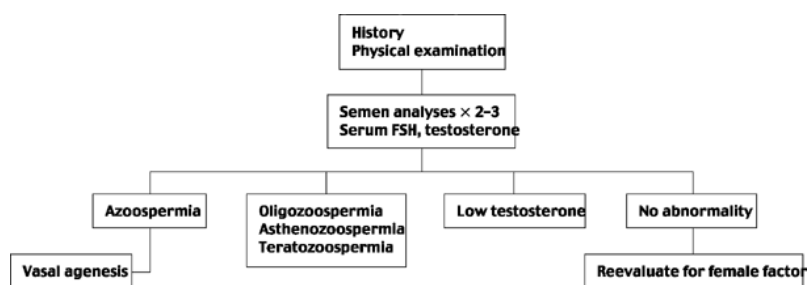 History
Physical examination
Semen analyses × 2–3
Serum FSH, testosterone
Azoospermia
Oligozoospermia
Asthenozoospermia
Teratozoospermia
Low testosterone
No abnormality
Vasal agenesis
Reevaluate for female factor